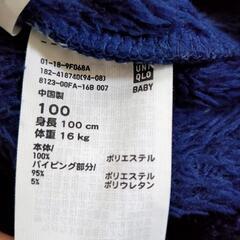 UNI
QLO
BABY
01-18-9F068A
182-418740(94-08)
8123-00FA-16B 007
中国製
100
身長 100 cm
体重 16 kg
本体/
100% ポリエステル
パイピング部分/
95% ポリエステル
5% ポリウレタン